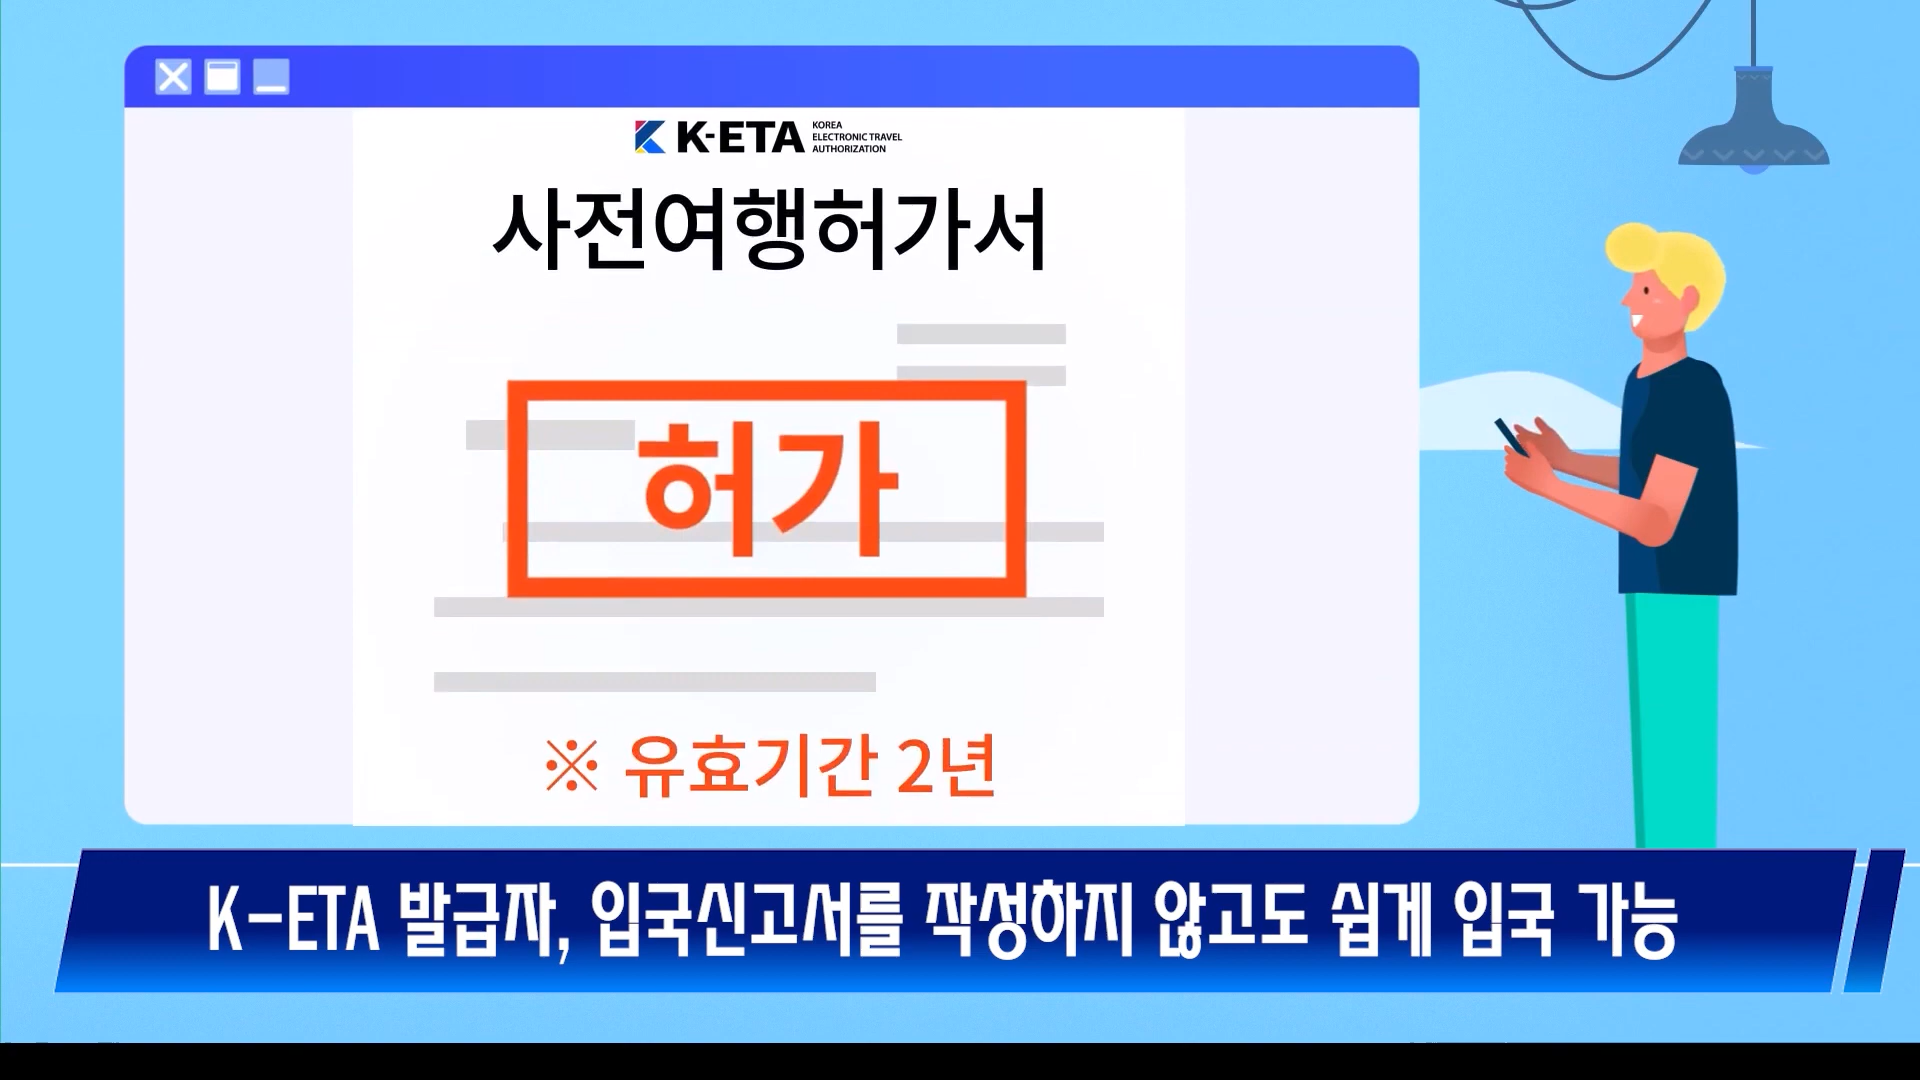 K-ETA KOREA
ELECTRONIC TRAVEL
AUTHORIZATION
사전여행허가서
허가
※ 유효기간 2년
K-ETA 발급자, 입국신고서를 작성하지 않고도 쉽게 입국 가능